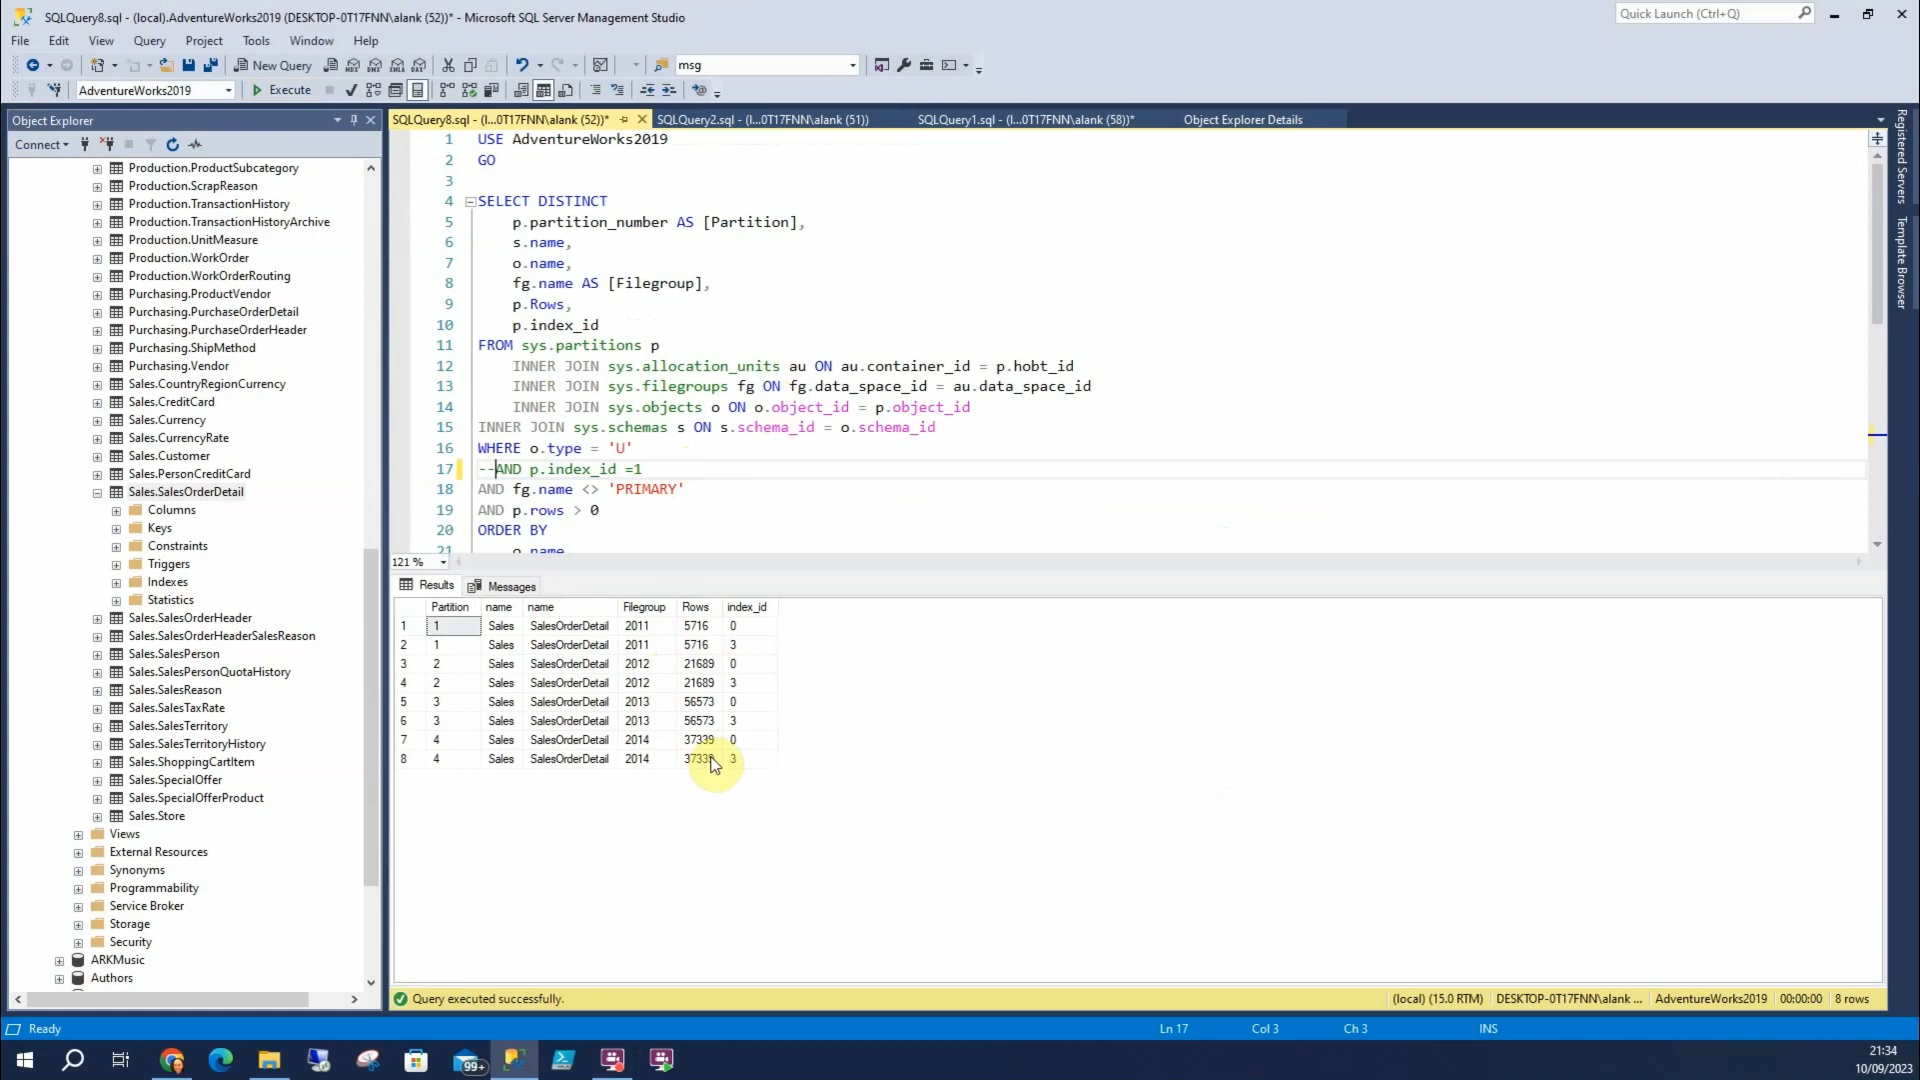 SQLQuery8.sql - (local).AdventureWorks2019 (DESKTOP-0T17FNN\alank (52))* - Microsoft SQL Server Management Studio
Quick Launch (Ctrl+Q)
File Edit View Query Project Tools Window Help
New Query
msg
AdventureWorks2019
Execute
Object Explorer
SQLQuery8.sql - (l...0T17FNN\alank (52))*
SQLQuery2.sql - (l...0T17FNN\alank (51))
SQLQuery1.sql - (l...0T17FNN\alank (58))*
Object Explorer Details
Connect
Production.ProductSubcategory
Production.ScrapReason
Production.TransactionHistory
Production.TransactionHistoryArchive
Production.UnitMeasure
Production.WorkOrder
Production.WorkOrderRouting
Purchasing.ProductVendor
Purchasing.PurchaseOrderDetail
Purchasing.PurchaseOrderHeader
Purchasing.ShipMethod
Purchasing.Vendor
Sales.CountryRegionCurrency
Sales.CreditCard
Sales.Currency
Sales.CurrencyRate
Sales.Customer
Sales.PersonCreditCard
Sales.SalesOrderDetail
Columns
Keys
Constraints
Triggers
Indexes
Statistics
Sales.SalesOrderHeader
Sales.SalesOrderHeaderSalesReason
Sales.SalesPerson
Sales.SalesPersonQuotaHistory
Sales.SalesReason
Sales.SalesTaxRate
Sales.SalesTerritory
Sales.SalesTerritoryHistory
Sales.ShoppingCartItem
Sales.SpecialOffer
Sales.SpecialOfferProduct
Sales.Store
Views
External Resources
Synonyms
Programmability
Service Broker
Storage
Security
ARKMusic
Authors
1 USE AdventureWorks2019
2 GO
3
4 SELECT DISTINCT
5 p.partition_number AS [Partition],
6 s.name,
7 o.name,
8 fg.name AS [Filegroup],
9 p.Rows,
10 p.index_id
11 FROM sys.partitions p
12 INNER JOIN sys.allocation_units au ON au.container_id = p.hobt_id
13 INNER JOIN sys.filegroups fg ON fg.data_space_id = au.data_space_id
14 INNER JOIN sys.objects o ON o.object_id = p.object_id
15 INNER JOIN sys.schemas s ON s.schema_id = o.schema_id
16 WHERE o.type = 'U'
17 --AND p.index_id =1
18 AND fg.name <> 'PRIMARY'
19 AND p.rows > 0
20 ORDER BY
21 o.name
121 %
Results Messages
Partition name name Filegroup Rows index_id
1 1 Sales SalesOrderDetail 2011 5716 0
2 1 Sales SalesOrderDetail 2011 5716 3
3 2 Sales SalesOrderDetail 2012 21689 0
4 2 Sales SalesOrderDetail 2012 21689 3
5 3 Sales SalesOrderDetail 2013 56573 0
6 3 Sales SalesOrderDetail 2013 56573 3
7 4 Sales SalesOrderDetail 2014 37339 0
8 4 Sales SalesOrderDetail 2014 37339 3
Query executed successfully.
(local) (15.0 RTM) DESKTOP-0T17FNN\alank ... AdventureWorks2019 00:00:00 8 rows
Registered Servers
Template Browser
Ready
Ln 17 Col 3 Ch 3 INS
99+
21:34
10/09/2023